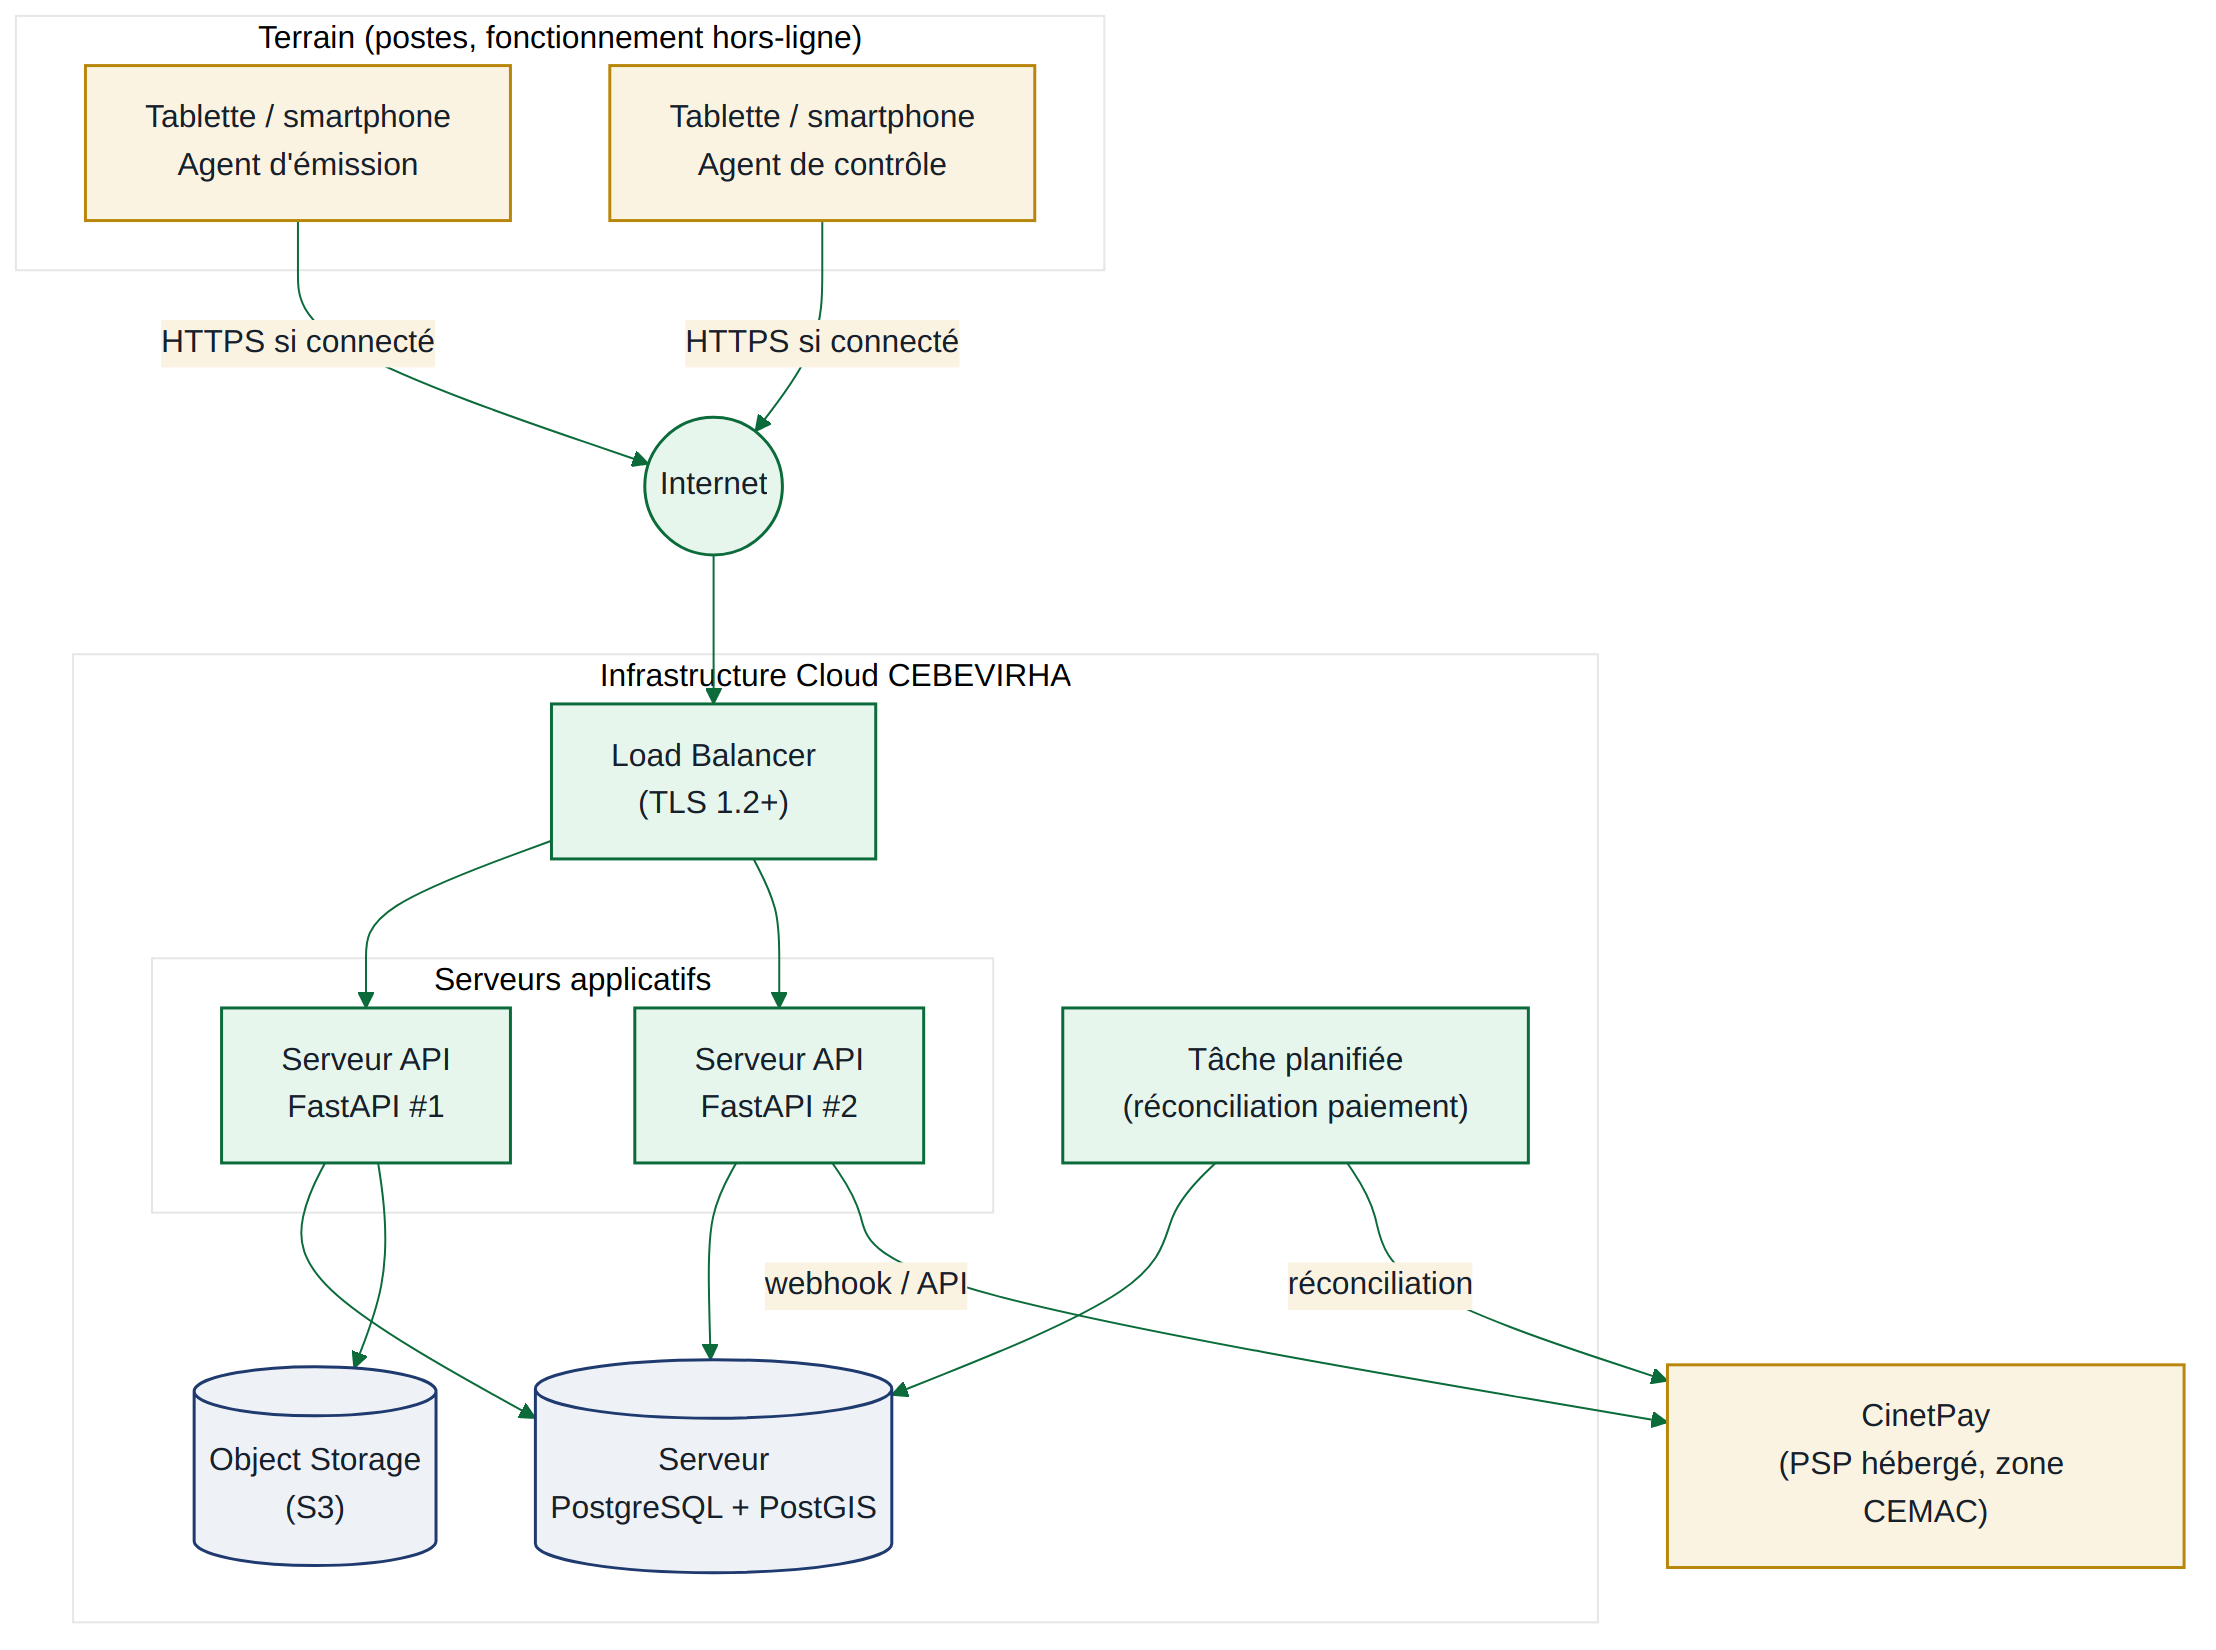 Terrain (postes, fonctionnement hors-ligne)
Tablette / smartphone
Agent d'émission
Tablette / smartphone
Agent de contrôle
HTTPS si connecté
HTTPS si connecté
Internet
Infrastructure Cloud CEBEVIRHA
Load Balancer
(TLS 1.2+)
Serveurs applicatifs
Serveur API
FastAPI #1
Serveur API
FastAPI #2
Tâche planifiée
(réconciliation paiement)
webhook / API
réconciliation
Object Storage
(S3)
Serveur
PostgreSQL + PostGIS
CinetPay
(PSP hébergé, zone
CEMAC)